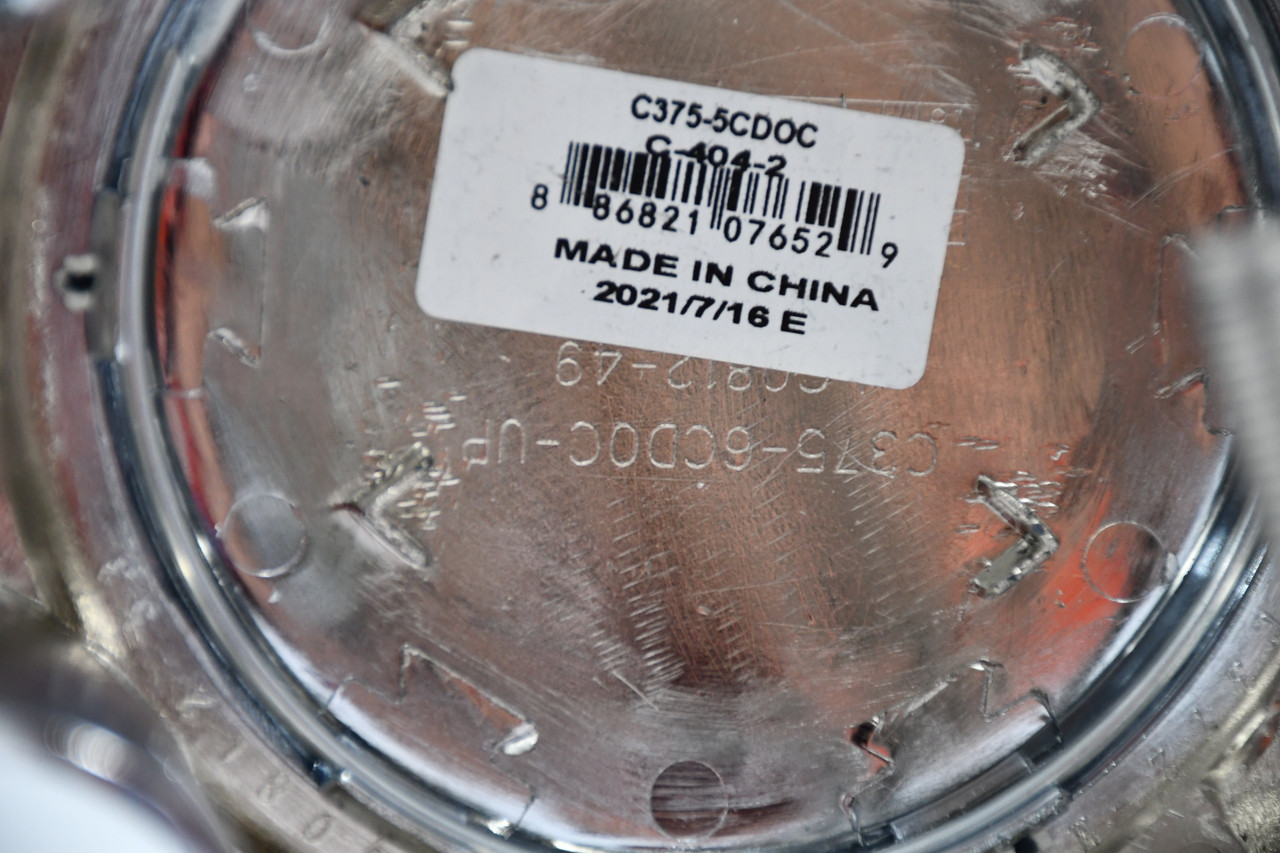 C375-5CDOC
C-404-2
8 86821 07652 9
MADE IN CHINA
2021/7/16 E
C375-6CDOC-UP